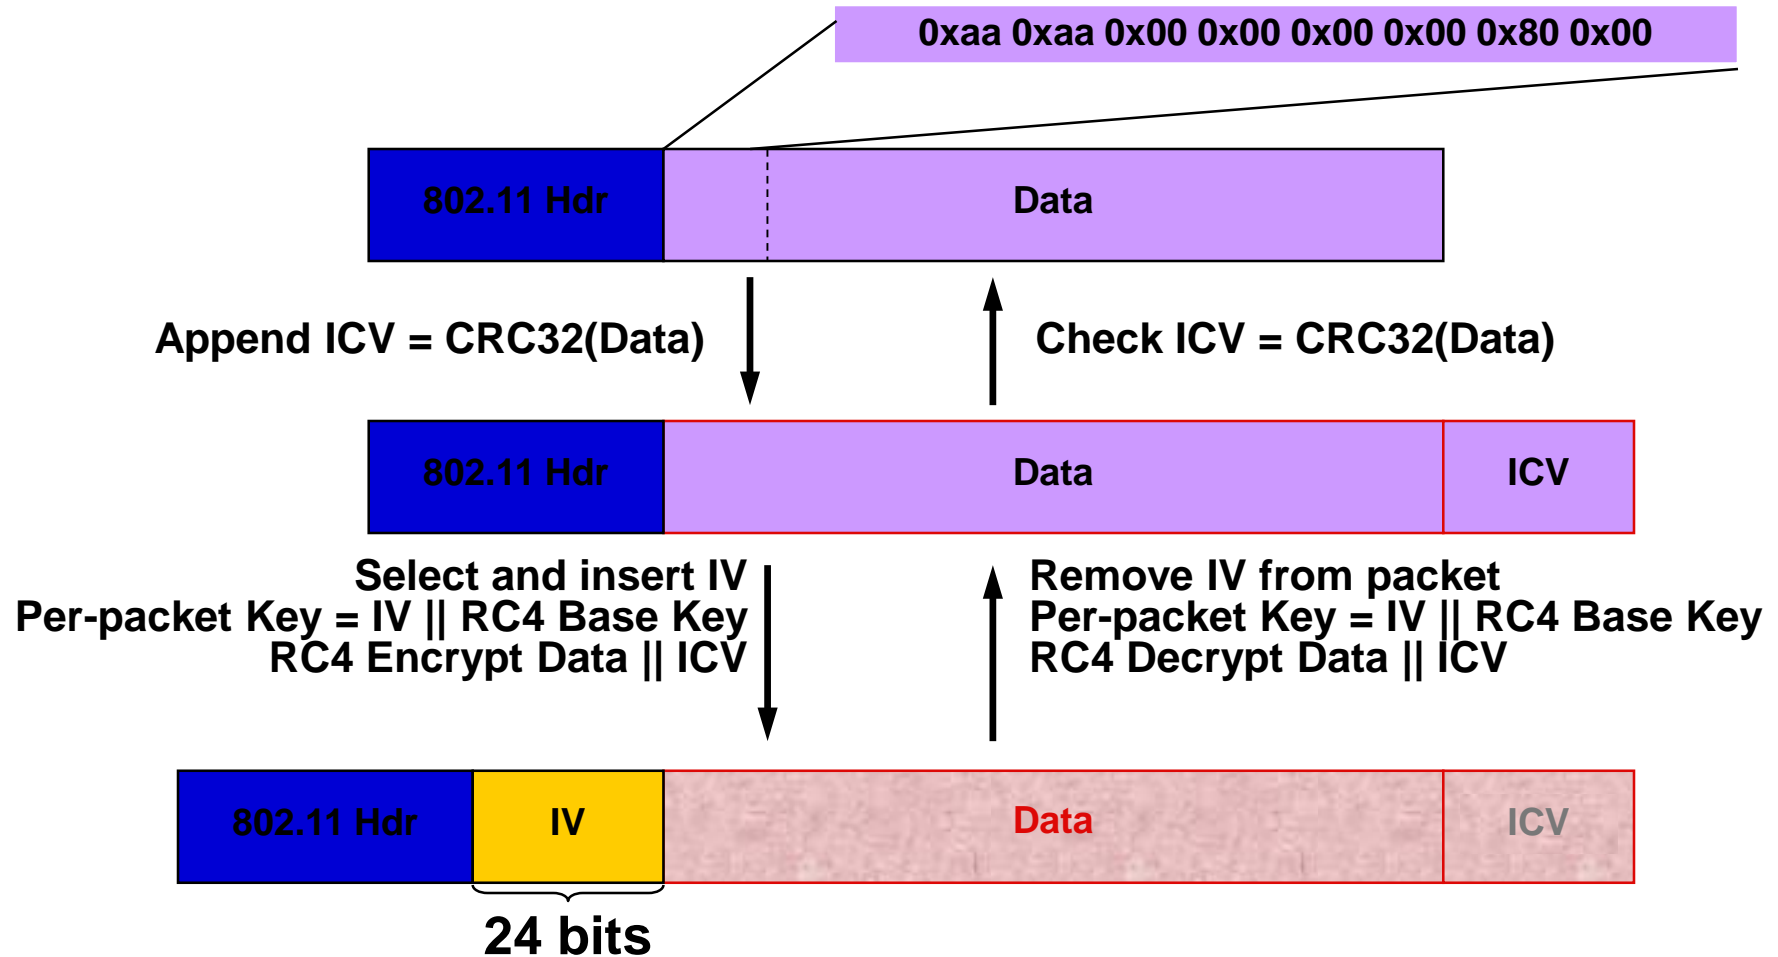 0xaa 0xaa 0x00 0x00 0x00 0x00 0x80 0x00
802.11 Hdr
Data
Append ICV = CRC32(Data)
Check ICV = CRC32(Data)
802.11 Hdr
Data
ICV
Select and insert IV
Per-packet Key = IV || RC4 Base Key
RC4 Encrypt Data || ICV
Remove IV from packet
Per-packet Key = IV || RC4 Base Key
RC4 Decrypt Data || ICV
802.11 Hdr
IV
Data
ICV
24 bits